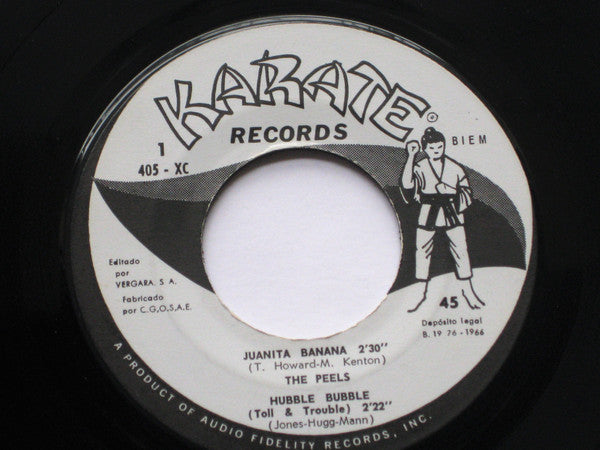 KARATE
RECORDS
1
405 - XC
BIEM
Editado
por
VERGARA. S. A.
Fabricado
por C.G,O,S,A.E.
45
Depósito legal
B. 19 76 - 1966
JUANITA BANANA 2'30"
(T. Howard-M. Kenton)
THE PEELS
HUBBLE BUBBLE
(Toll & Trouble) 2'22"
(Jones-Hugg-Mann)
A PRODUCT OF AUDIO FIDELITY RECORDS, INC.